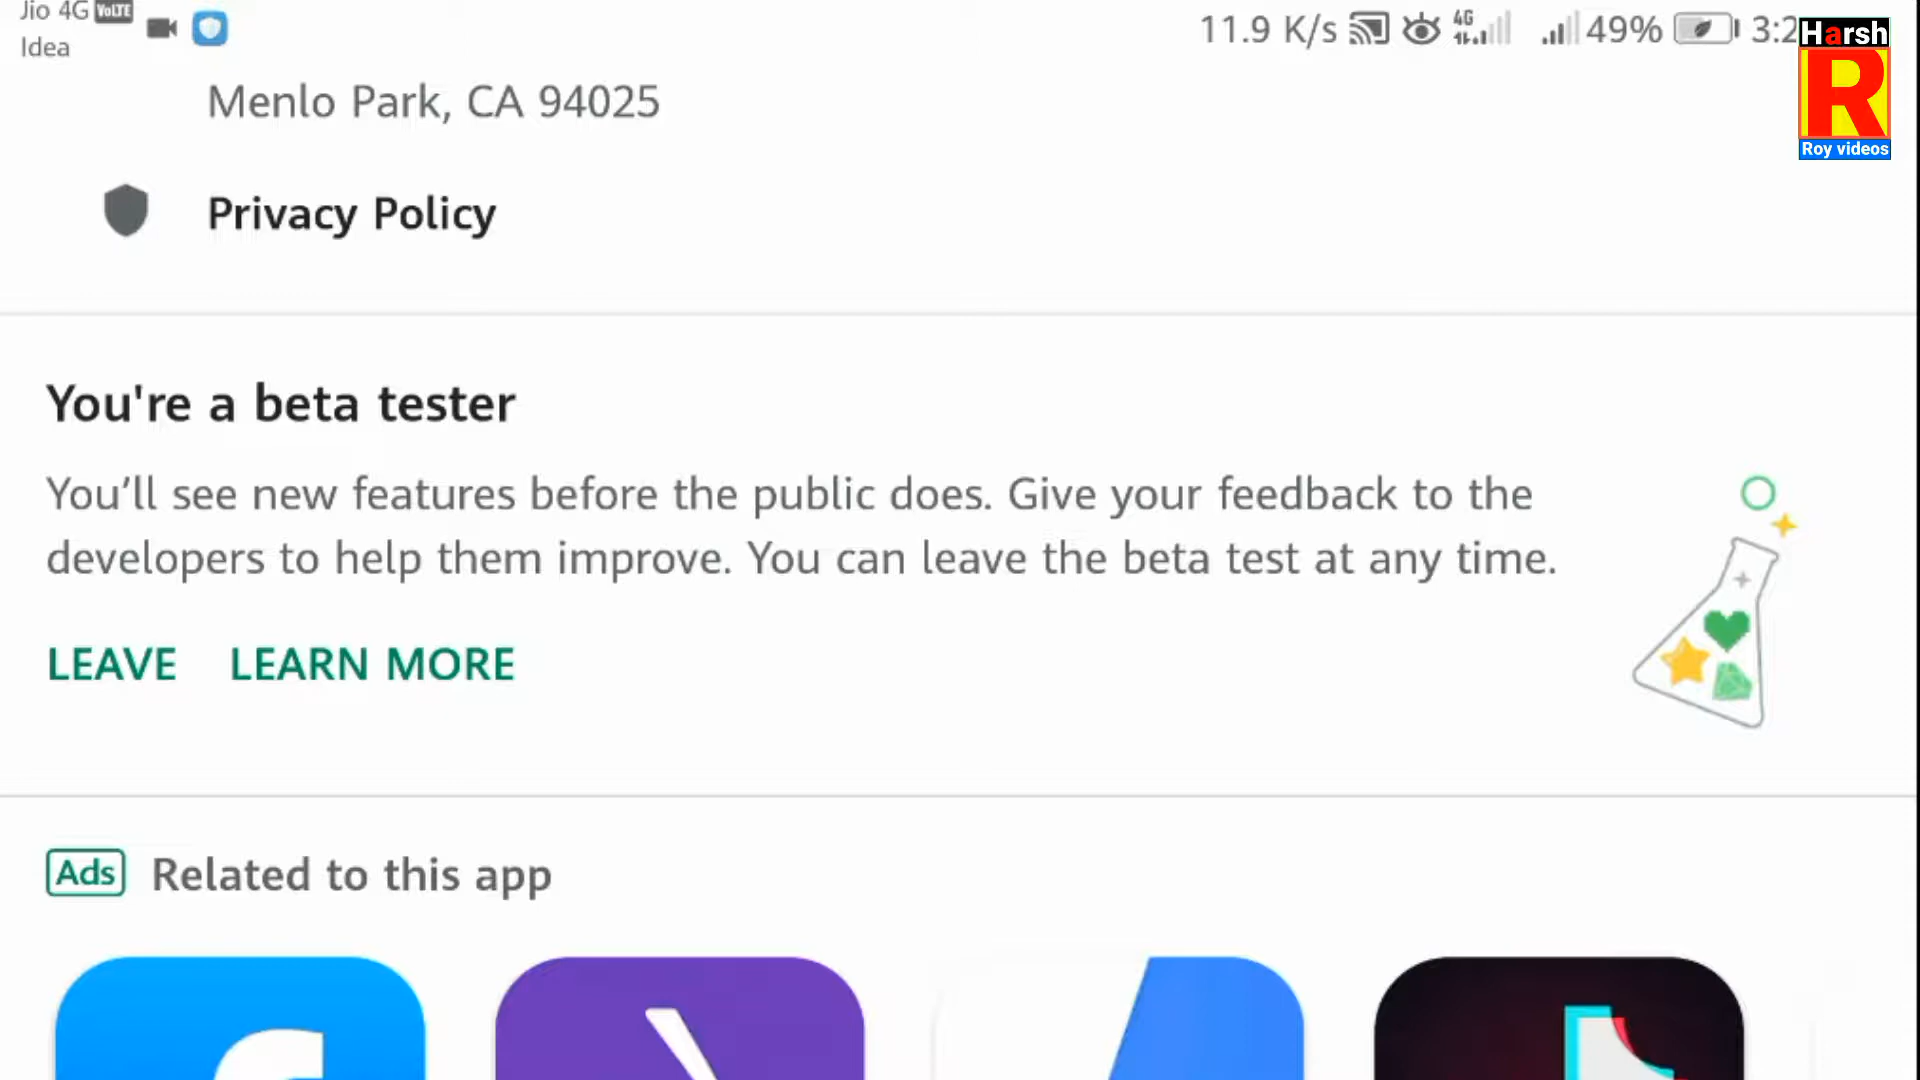 Jio 4G VoLTE
Idea
11.9 K/s 4G 49% 3:2
Harsh
R
Roy videos
Menlo Park, CA 94025
Privacy Policy
You're a beta tester
You’ll see new features before the public does. Give your feedback to the
developers to help them improve. You can leave the beta test at any time.
LEAVE LEARN MORE
Ads Related to this app